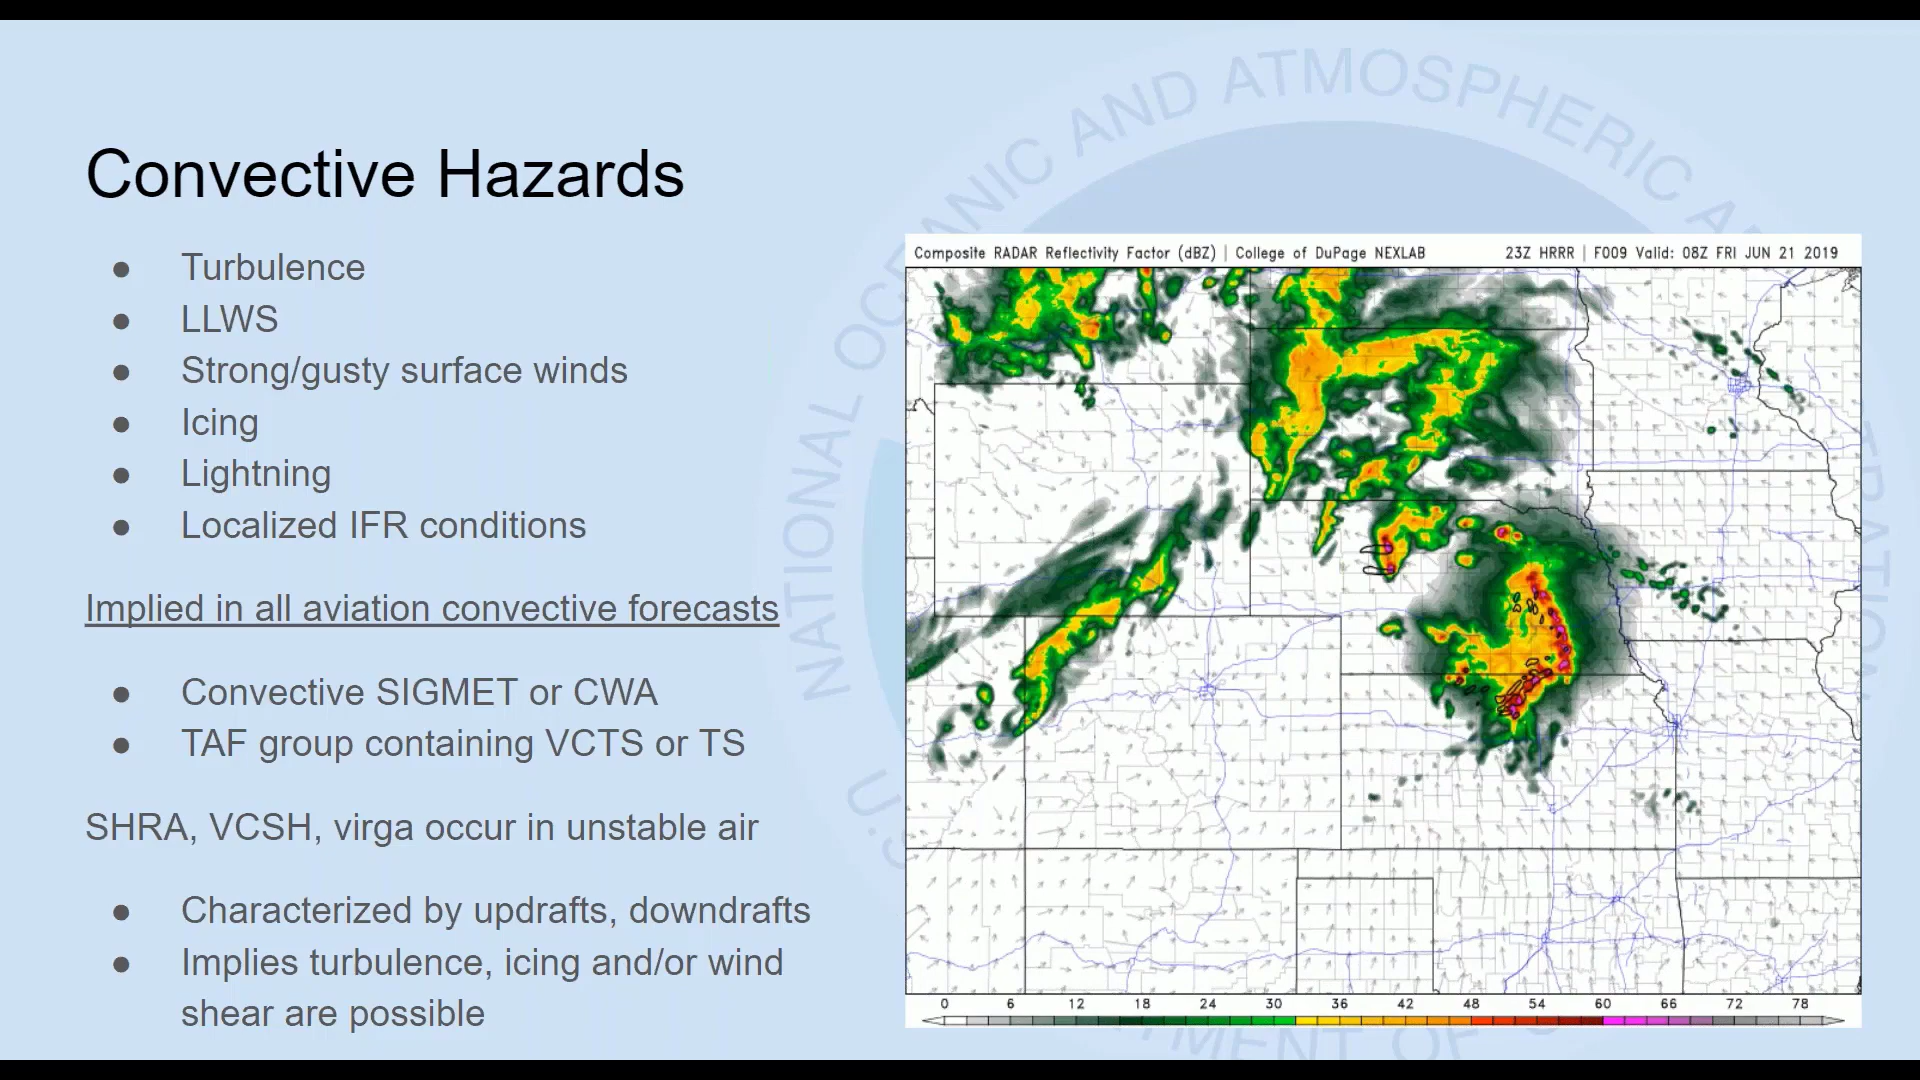 Convective Hazards
● Turbulence
● LLWS
● Strong/gusty surface winds
● Icing
● Lightning
● Localized IFR conditions
Implied in all aviation convective forecasts
● Convective SIGMET or CWA
● TAF group containing VCTS or TS
SHRA, VCSH, virga occur in unstable air
● Characterized by updrafts, downdrafts
● Implies turbulence, icing and/or wind
shear are possible
Composite RADAR Reflectivity Factor (dBZ) | College of DuPage NEXLAB 23Z HRRR | F009 Valid: 08Z FRI JUN 21 2019
0 6 12 18 24 30 36 42 48 54 60 66 72 78
NATIONAL OCEANIC AND ATMOSPHERIC